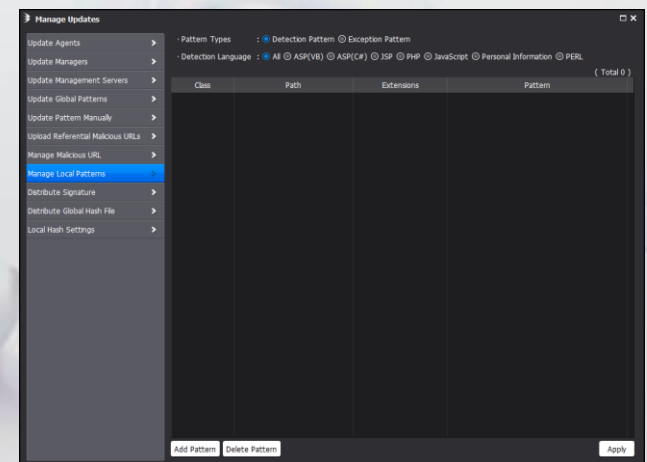 Manage Updates
Update Agents
Update Managers
Update Management Servers
Update Global Patterns
Update Pattern Manually
Upload Referential Malicious URLs
Manage Malicious URL
Manage Local Patterns
Distribute Signature
Distribute Global Hash File
Local Hash Settings
· Pattern Types : Detection Pattern Exception Pattern
· Detection Language : All ASP(VB) ASP(C#) JSP PHP JavaScript Personal Information PERL
( Total 0 )
Class Path Extensions Pattern
Add Pattern Delete Pattern Apply